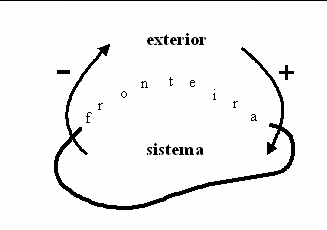 exterior
- +
fronteira
sistema